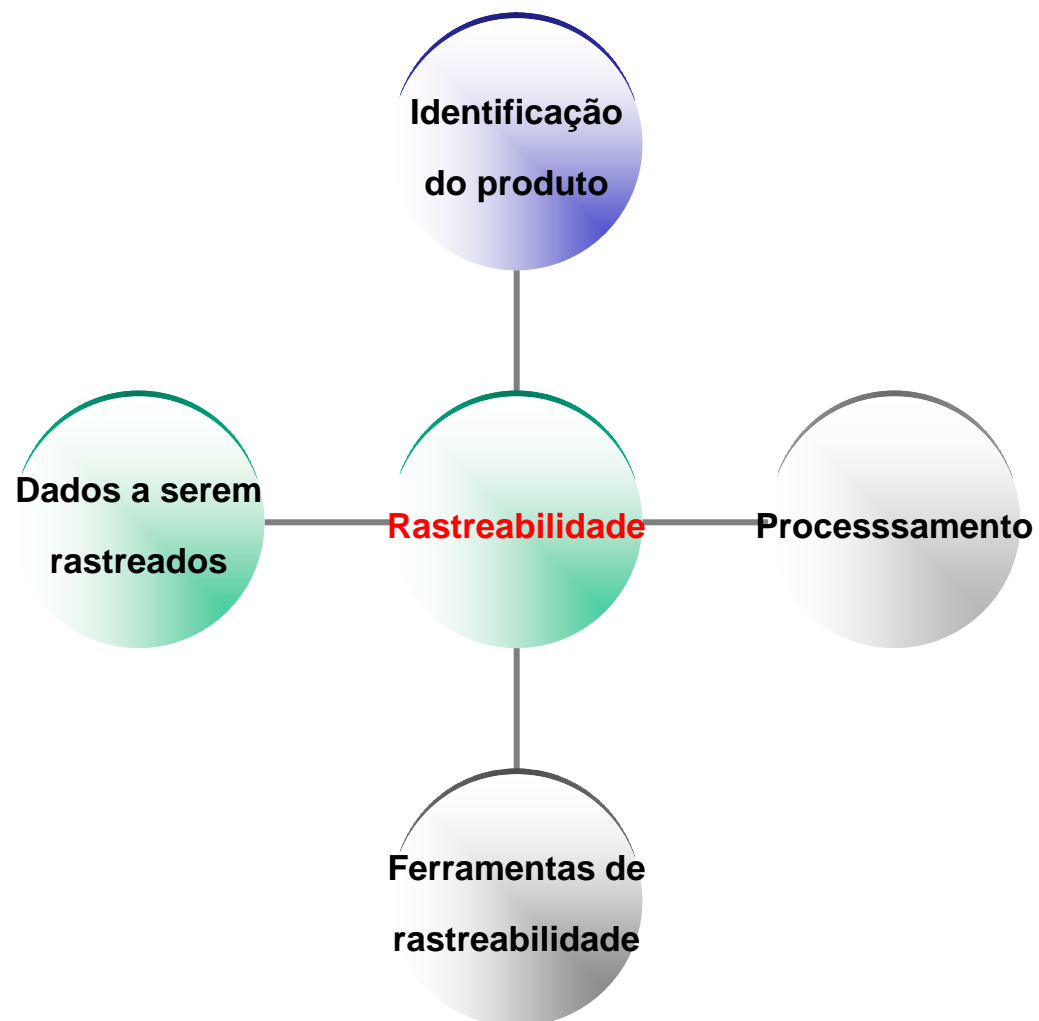 Identificação
do produto
Dados a serem
rastreados
Rastreabilidade
Processsamento
Ferramentas de
rastreabilidade